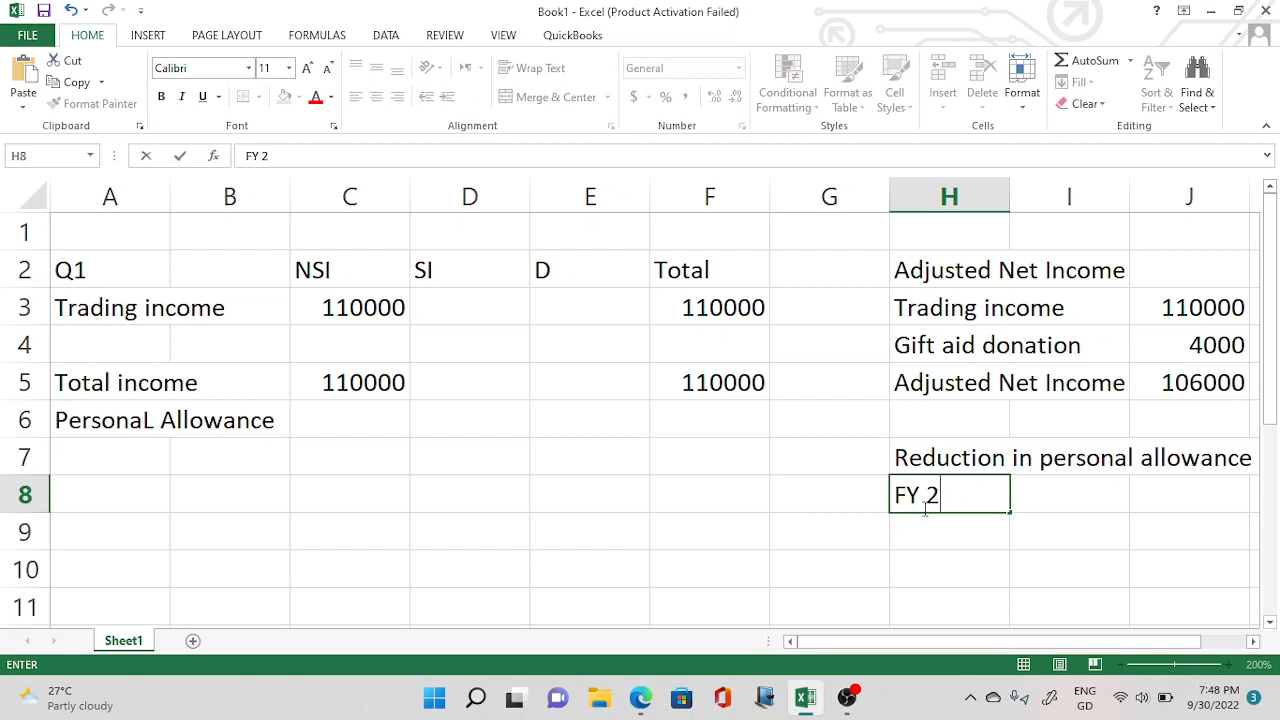 Book1 - Excel (Product Activation Failed)
FILE HOME INSERT PAGE LAYOUT FORMULAS DATA REVIEW VIEW QuickBooks
Paste
Cut
Copy
Format Painter
Clipboard
Calibri 11
B I U
Font
Wrap Text
Merge & Center
Alignment
General
$ % ,
Number
Conditional Formatting
Format as Table
Cell Styles
Styles
Insert Delete Format
Cells
AutoSum
Fill
Clear
Sort & Filter
Find & Select
Editing
H8 fx FY 2
A B C D E F G H I J
1
2 Q1 NSI SI D Total Adjusted Net Income
3 Trading income 110000 110000 Trading income 110000
4 Gift aid donation 4000
5 Total income 110000 110000 Adjusted Net Income 106000
6 PersonaL Allowance
7 Reduction in personal allowance
8 FY 2
9
10
11
Sheet1
ENTER 200%
27°C
Partly cloudy
ENG
GD
7:48 PM
9/30/2022
3